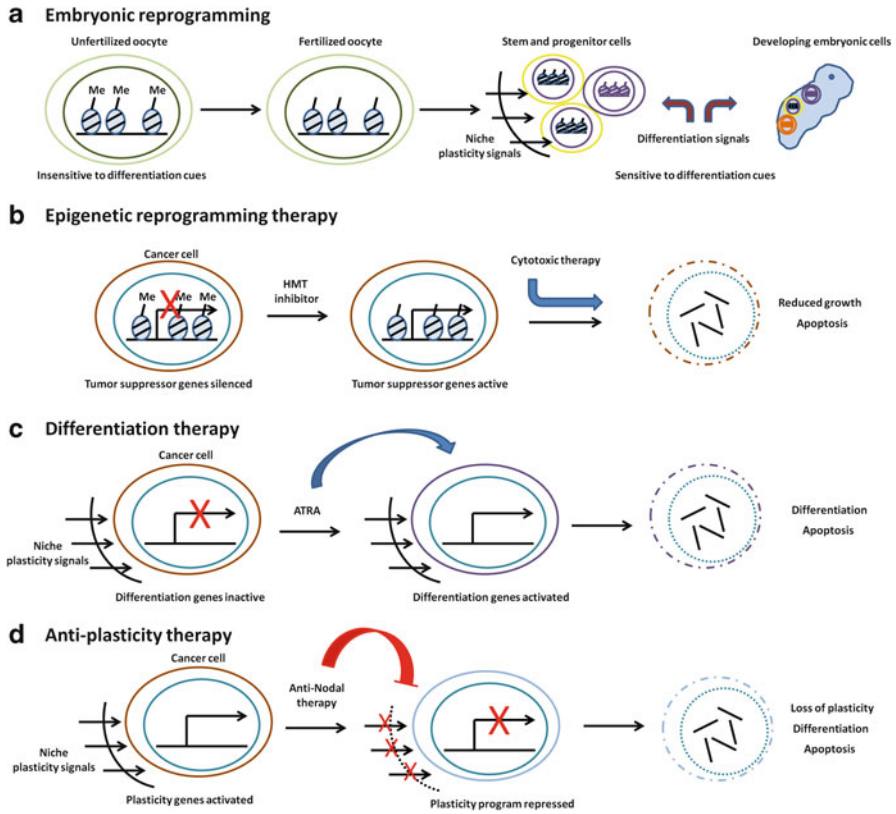 a Embryonic reprogramming
Unfertilized oocyte
Fertilized oocyte
Stem and progenitor cells
Developing embryonic cells
Me
Me
Me
Niche
plasticity signals
Differentiation signals
Insensitive to differentiation cues
Sensitive to differentiation cues
b Epigenetic reprogramming therapy
Cancer cell
Me
Me
Me
HMT
inhibitor
Cytotoxic therapy
Reduced growth
Apoptosis
Tumor suppressor genes silenced
Tumor suppressor genes active
c Differentiation therapy
Cancer cell
X
ATRA
Niche
plasticity signals
Differentiation
Apoptosis
Differentiation genes inactive
Differentiation genes activated
d Anti-plasticity therapy
Cancer cell
Anti-Nodal
therapy
Niche
plasticity signals
Loss of plasticity
Differentiation
Apoptosis
Plasticity genes activated
Plasticity program repressed